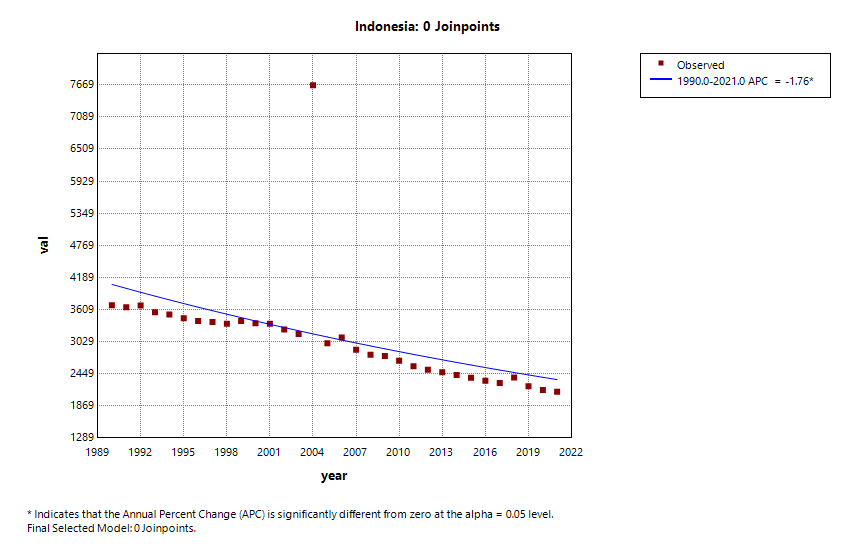 Indonesia: 0 Joinpoints
Observed
1990.0-2021.0 APC = -1.76*
val
7669
7089
6509
5929
5349
4769
4189
3609
3029
2449
1869
1289
1989 1992 1995 1998 2001 2004 2007 2010 2013 2016 2019 2022
year
* Indicates that the Annual Percent Change (APC) is significantly different from zero at the alpha = 0.05 level.
Final Selected Model: 0 Joinpoints.